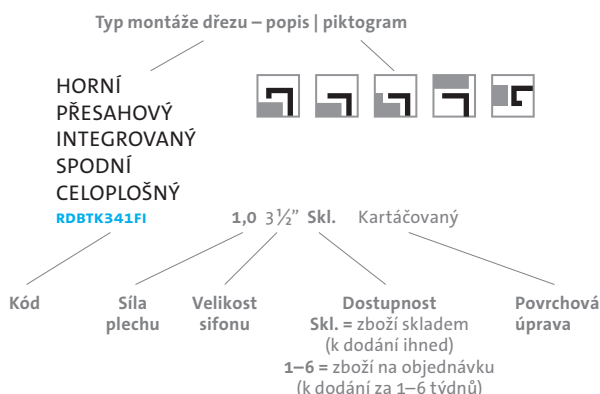 Typ montáže dřezu – popis | piktogram
HORNÍ
PŘESAHOVÝ
INTEGROVANÝ
SPODNÍ
CELOPLOŠNÝ
RDBTK341FI 1,0 3½” Skl. Kartáčovaný
Kód Síla plechu Velikost sifonu Dostupnost Povrchová úprava
Skl. = zboží skladem
(k dodání ihned)
1–6 = zboží na objednávku
(k dodání za 1–6 týdnů)